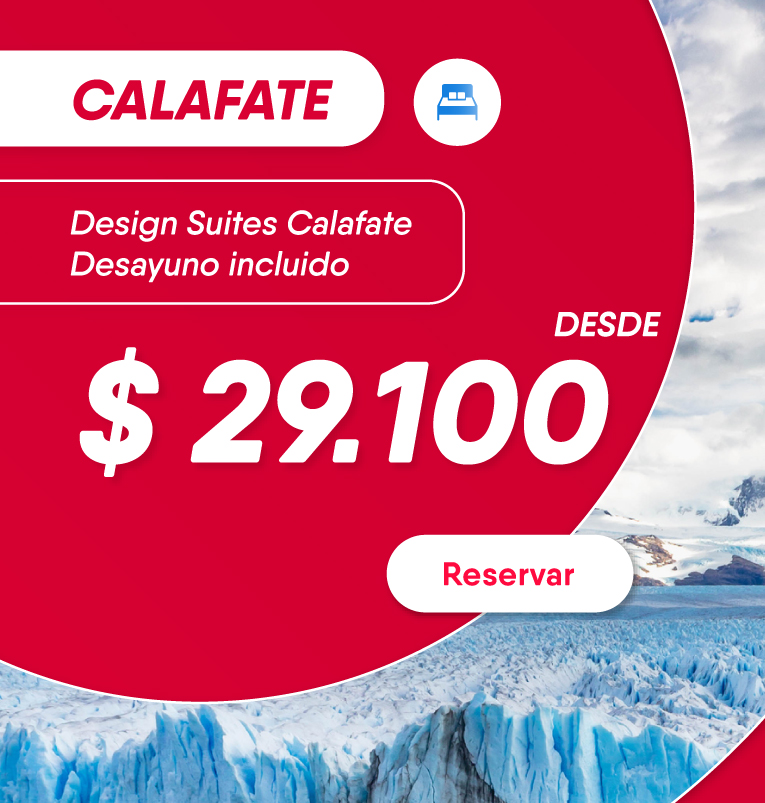 CALAFATE
Design Suites Calafate
Desayuno incluido
DESDE
$ 29.100
Reservar